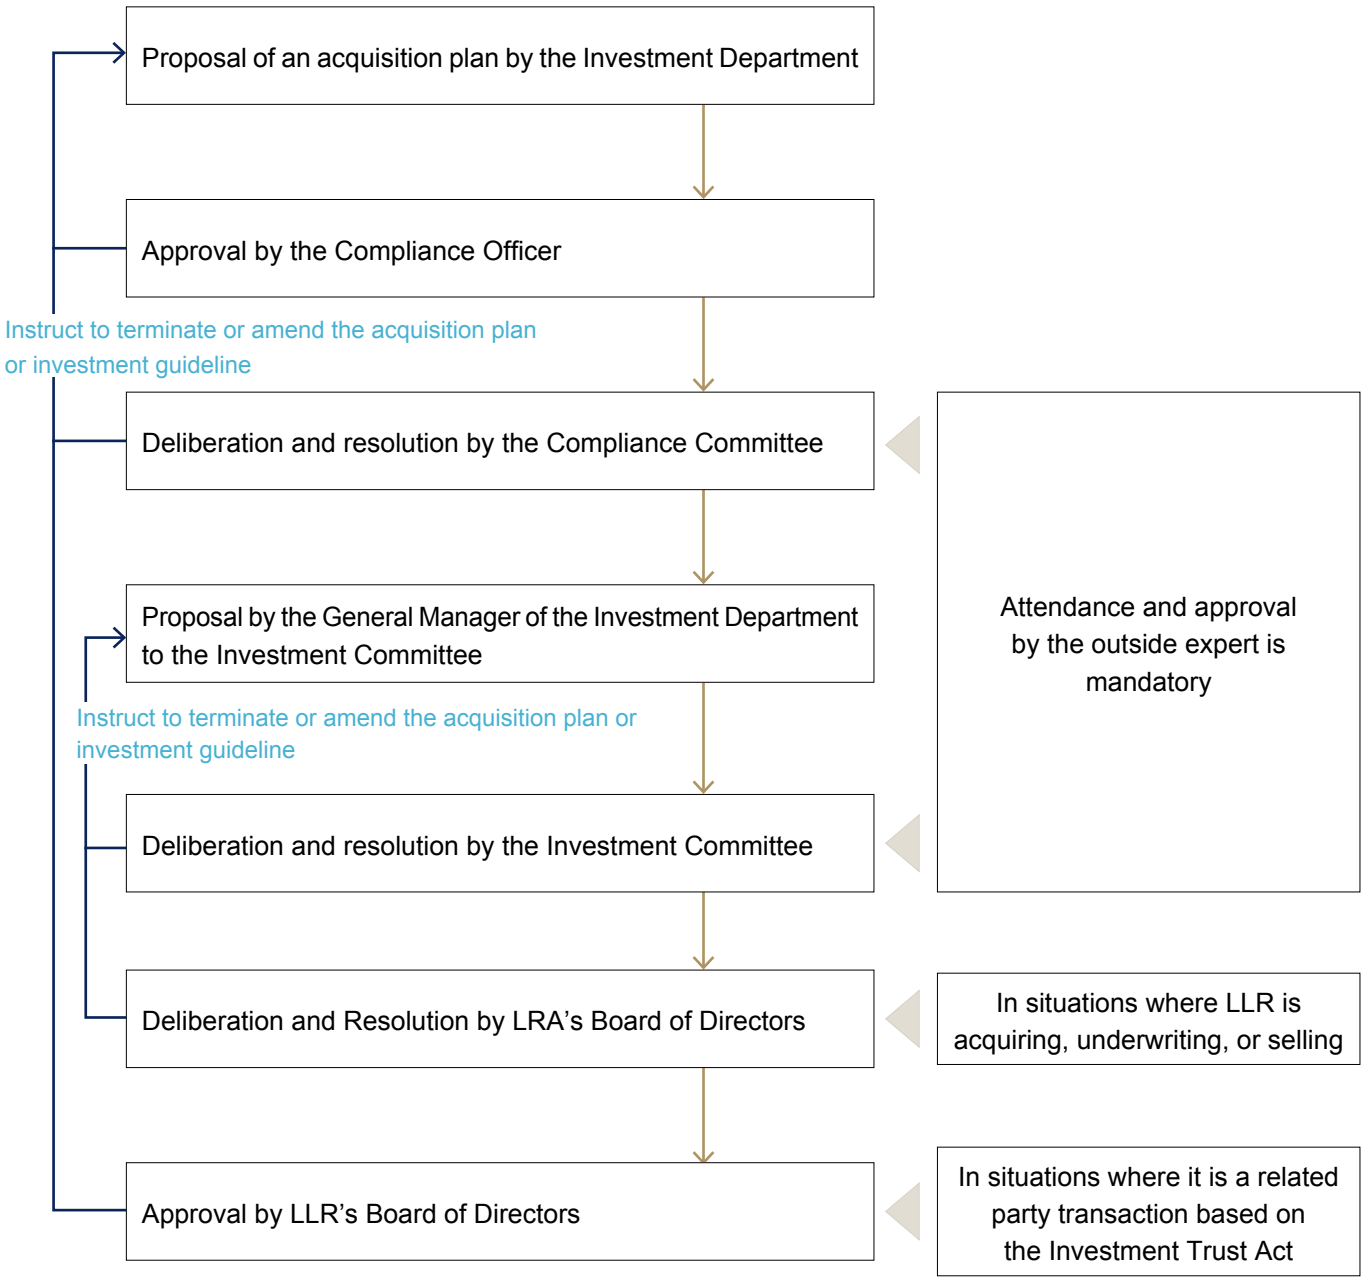 Proposal of an acquisition plan by the Investment Department
Approval by the Compliance Officer
Instruct to terminate or amend the acquisition plan
or investment guideline
Deliberation and resolution by the Compliance Committee
Proposal by the General Manager of the Investment Department
to the Investment Committee
Attendance and approval
by the outside expert is
mandatory
Instruct to terminate or amend the acquisition plan or
investment guideline
Deliberation and resolution by the Investment Committee
Deliberation and Resolution by LRA's Board of Directors
In situations where LLR is
acquiring, underwriting, or selling
Approval by LLR's Board of Directors
In situations where it is a related
party transaction based on
the Investment Trust Act